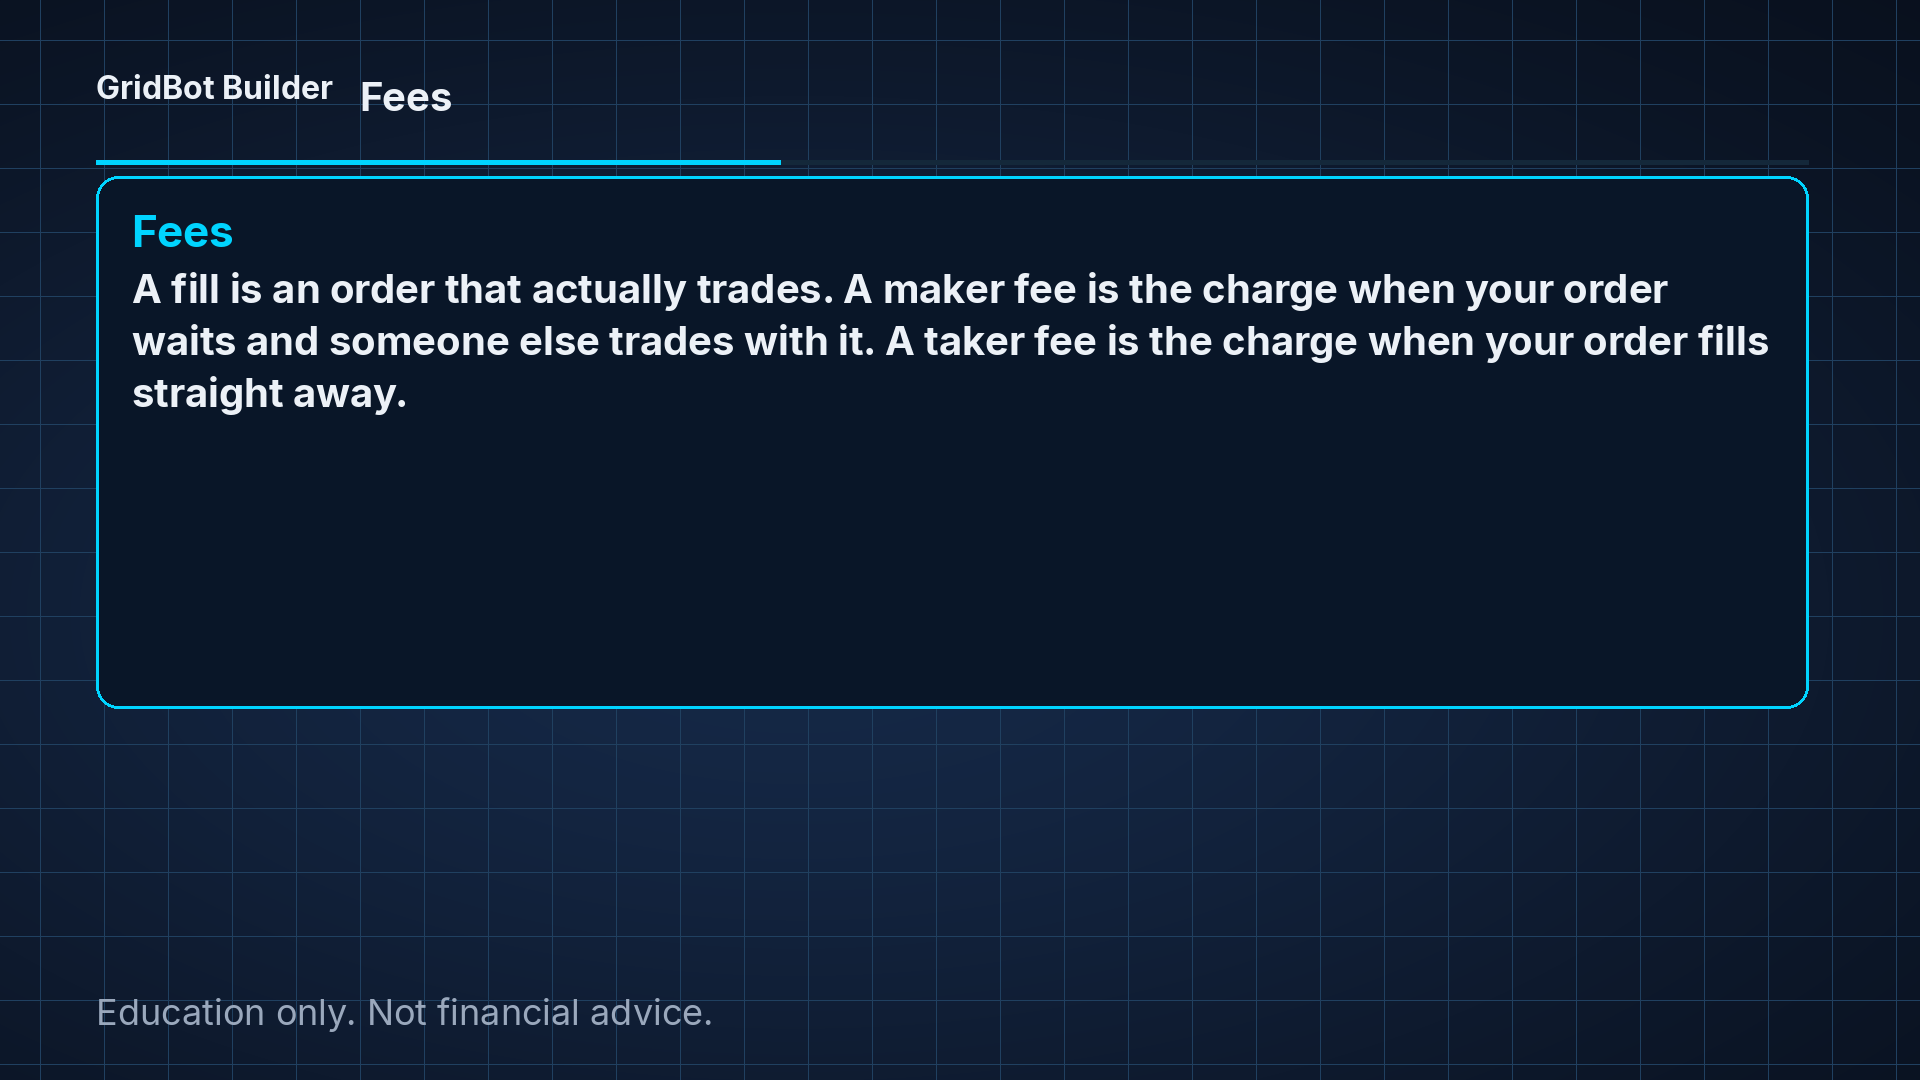 GridBot Builder
Fees
Fees
A fill is an order that actually trades. A maker fee is the charge when your order
waits and someone else trades with it. A taker fee is the charge when your order fills
straight away.
Education only. Not financial advice.